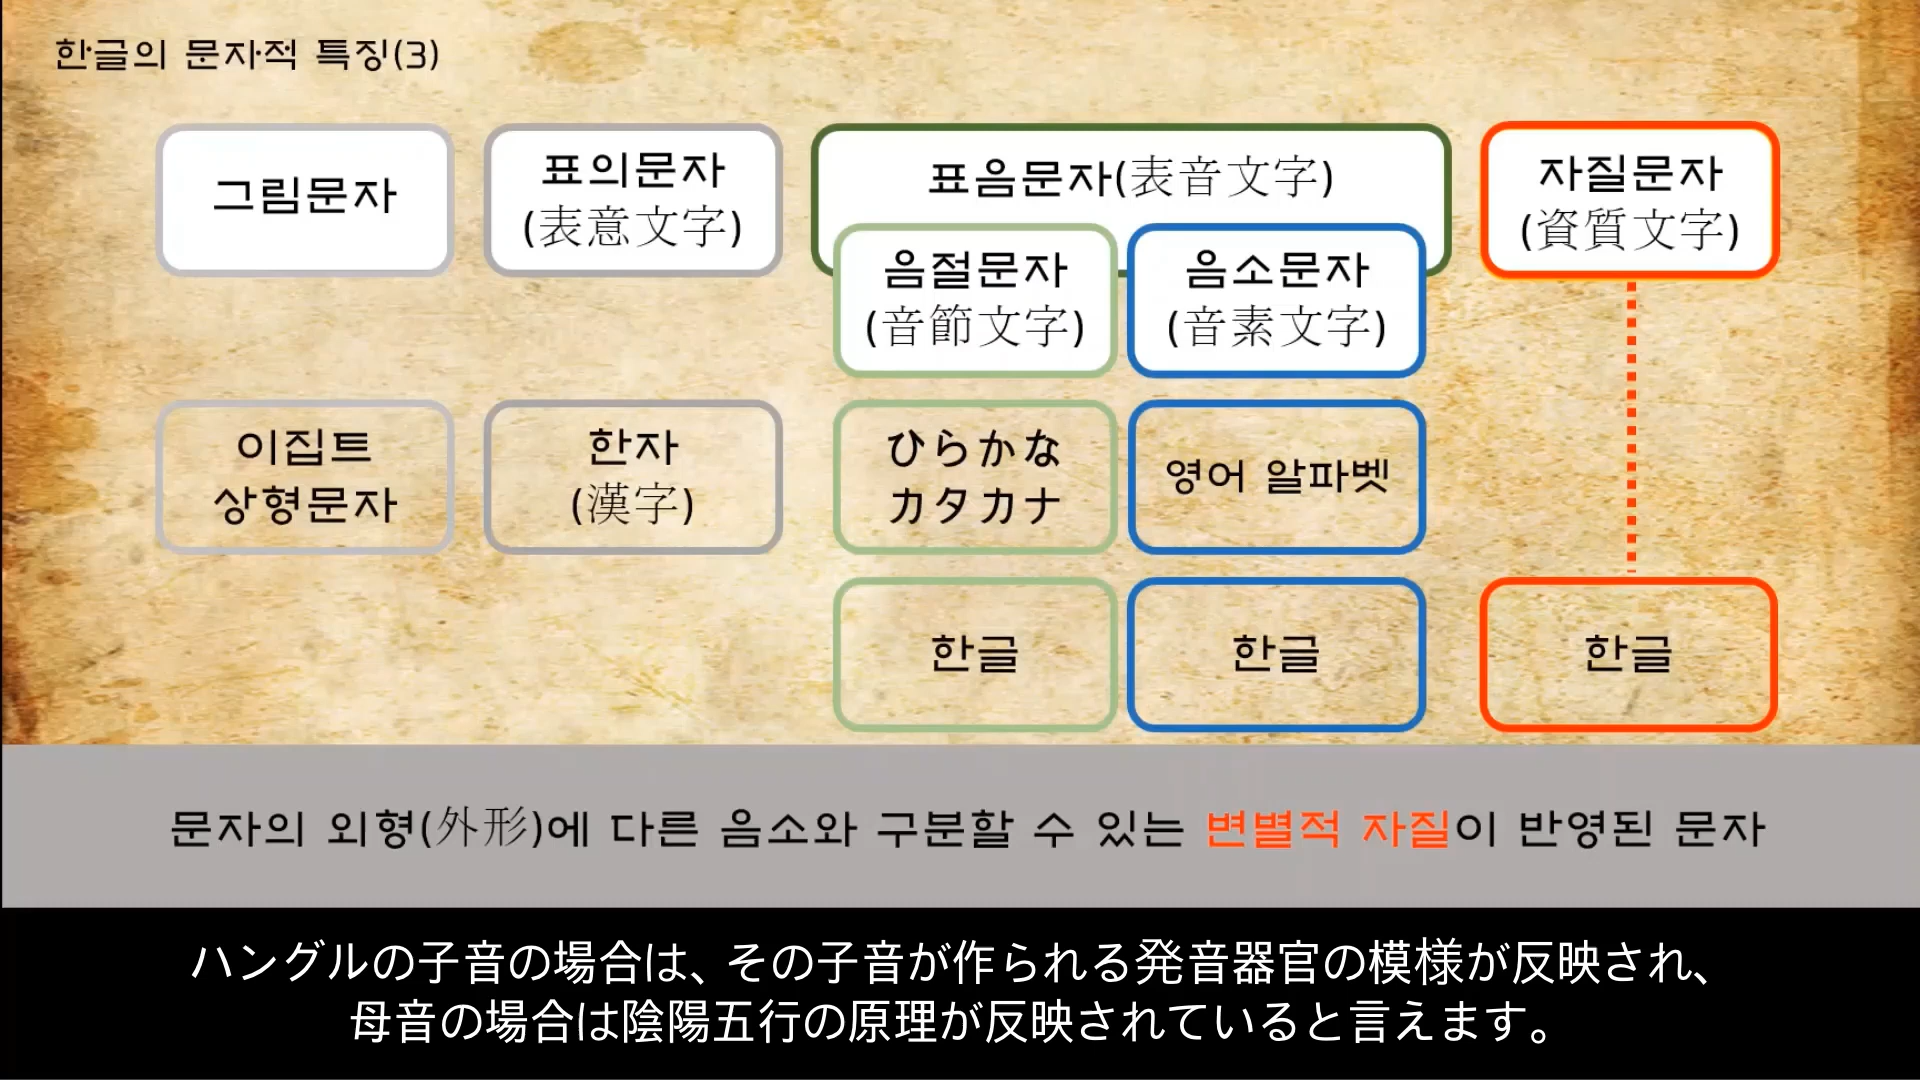 한글의 문자적 특징(3)
그림문자
표의문자
(表意文字)
표음문자(表音文字)
음절문자
(音節文字)
음소문자
(音素文字)
자질문자
(資質文字)
이집트
상형문자
한자
(漢字)
ひらかな
カタカナ
영어 알파벳
한글
한글
한글
문자의 외형(外形)에 다른 음소와 구분할 수 있는 변별적 자질이 반영된 문자
ハングルの子音の場合は、その子音が作られる発音器官の模様が反映され、
母音の場合は陰陽五行の原理が反映されていると言えます。